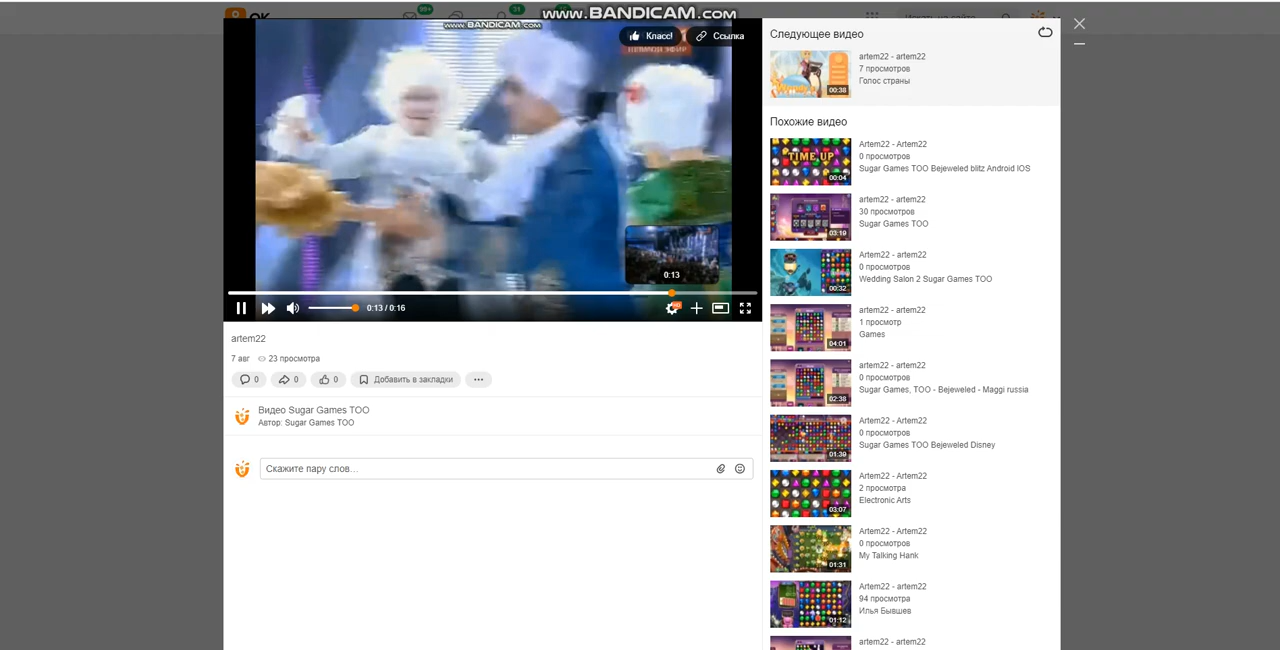 OK
99+
31
www.BANDICAM.com
www.BANDICAM.com
Класс!
Ссылка
0:13
0:13 / 0:16
HD
artem22
7 авг
23 просмотра
0
0
0
Добавить в закладки
Видео Sugar Games TOO
Автор: Sugar Games TOO
Скажите пару слов...
Следующее видео
artem22 - artem22
7 просмотров
Голос страны
00:38
Похожие видео
TIME UP
00:04
Artem22 - Artem22
0 просмотров
Sugar Games TOO Bejeweled blitz Android IOS
03:19
artem22 - artem22
30 просмотров
Sugar Games TOO
00:32
Artem22 - artem22
0 просмотров
Wedding Salon 2 Sugar Games TOO
04:01
artem22 - artem22
1 просмотр
Games
02:38
artem22 - artem22
0 просмотров
Sugar Games, TOO - Bejeweled - Maggi russia
01:39
Artem22 - Artem22
0 просмотров
Sugar Games TOO Bejeweled Disney
03:07
Artem22 - Artem22
2 просмотра
Electronic Arts
01:31
Artem22 - Artem22
0 просмотров
My Talking Hank
01:12
Artem22 - artem22
94 просмотра
Илья Бывшев
artem22 - artem22